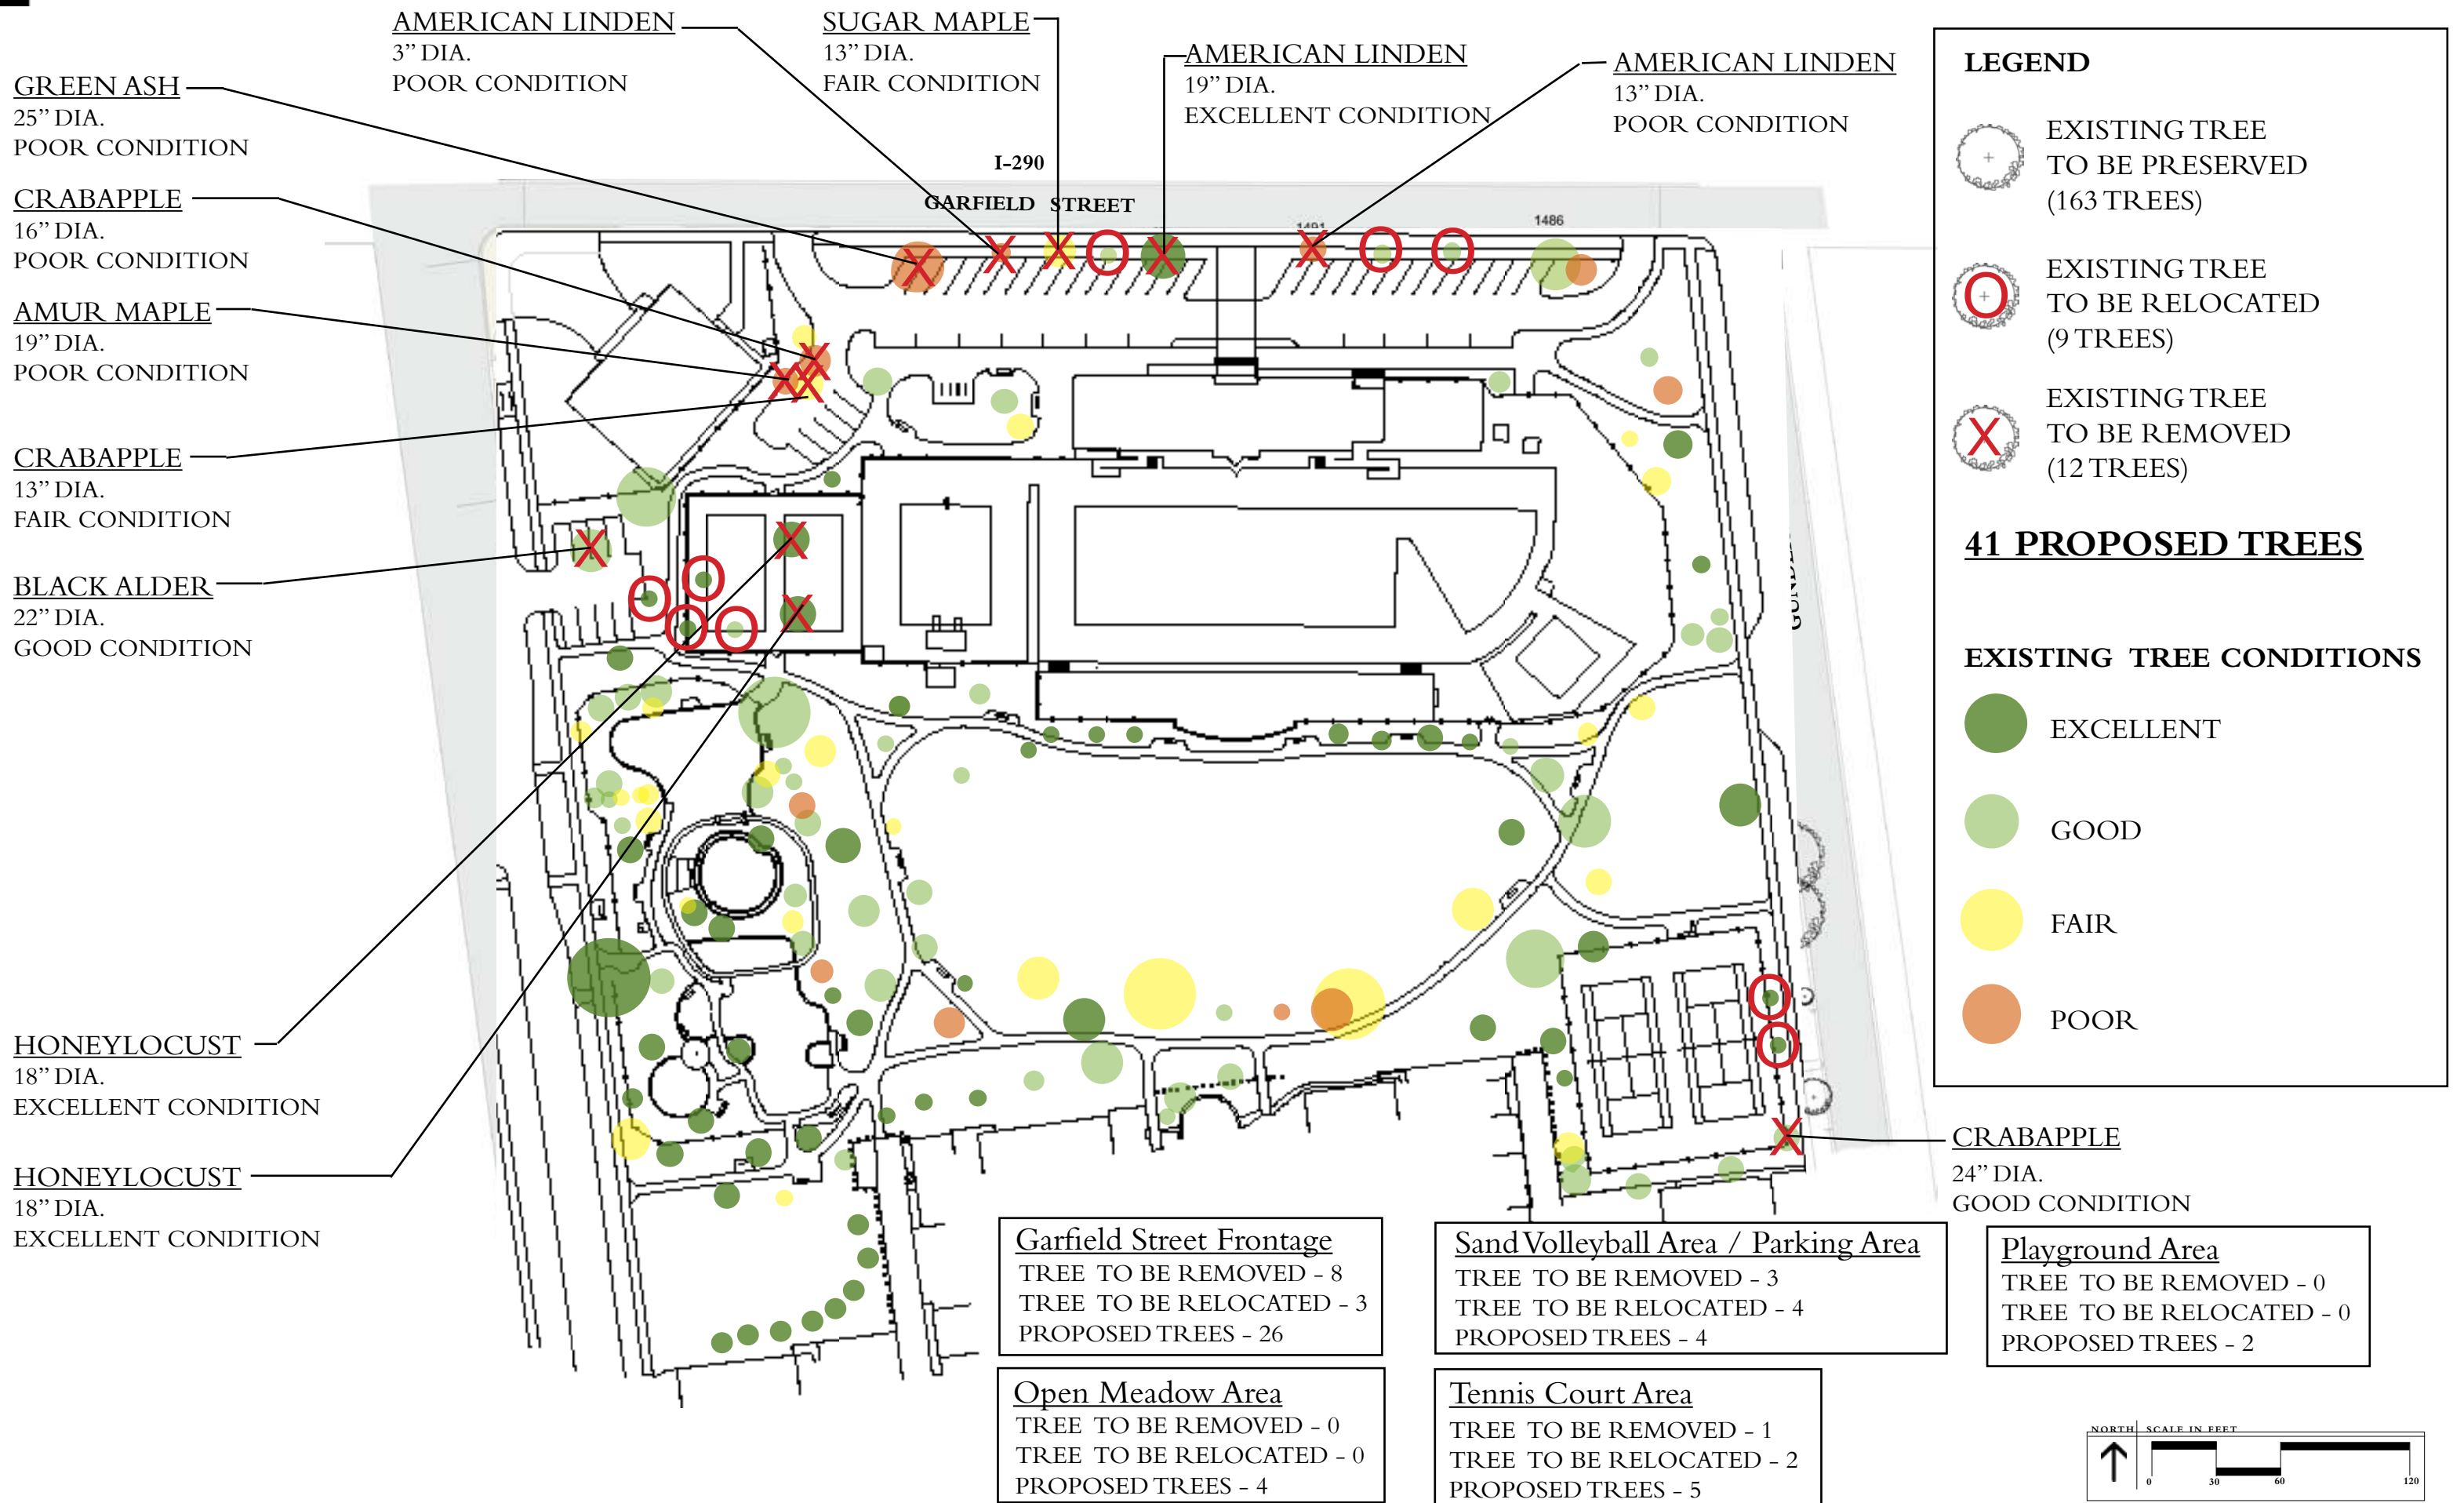 AMERICAN LINDEN
3” DIA.
POOR CONDITION
SUGAR MAPLE
13” DIA.
FAIR CONDITION
AMERICAN LINDEN
19” DIA.
EXCELLENT CONDITION
AMERICAN LINDEN
13” DIA.
POOR CONDITION
GREEN ASH
25” DIA.
POOR CONDITION
CRABAPPLE
16” DIA.
POOR CONDITION
AMUR MAPLE
19” DIA.
POOR CONDITION
CRABAPPLE
13” DIA.
FAIR CONDITION
BLACK ALDER
22” DIA.
GOOD CONDITION
HONEYLOCUST
18” DIA.
EXCELLENT CONDITION
HONEYLOCUST
18” DIA.
EXCELLENT CONDITION
I-290
GARFIELD STREET
1491
1486
LEGEND
EXISTING TREE
TO BE PRESERVED
(163 TREES)
EXISTING TREE
TO BE RELOCATED
(9 TREES)
EXISTING TREE
TO BE REMOVED
(12 TREES)
41 PROPOSED TREES
EXISTING TREE CONDITIONS
EXCELLENT
GOOD
FAIR
POOR
CRABAPPLE
24” DIA.
GOOD CONDITION
Garfield Street Frontage
TREE TO BE REMOVED - 8
TREE TO BE RELOCATED - 3
PROPOSED TREES - 26
Sand Volleyball Area / Parking Area
TREE TO BE REMOVED - 3
TREE TO BE RELOCATED - 4
PROPOSED TREES - 4
Playground Area
TREE TO BE REMOVED - 0
TREE TO BE RELOCATED - 0
PROPOSED TREES - 2
Open Meadow Area
TREE TO BE REMOVED - 0
TREE TO BE RELOCATED - 0
PROPOSED TREES - 4
Tennis Court Area
TREE TO BE REMOVED - 1
TREE TO BE RELOCATED - 2
PROPOSED TREES - 5
NORTH SCALE IN FEET
0 30 60 120